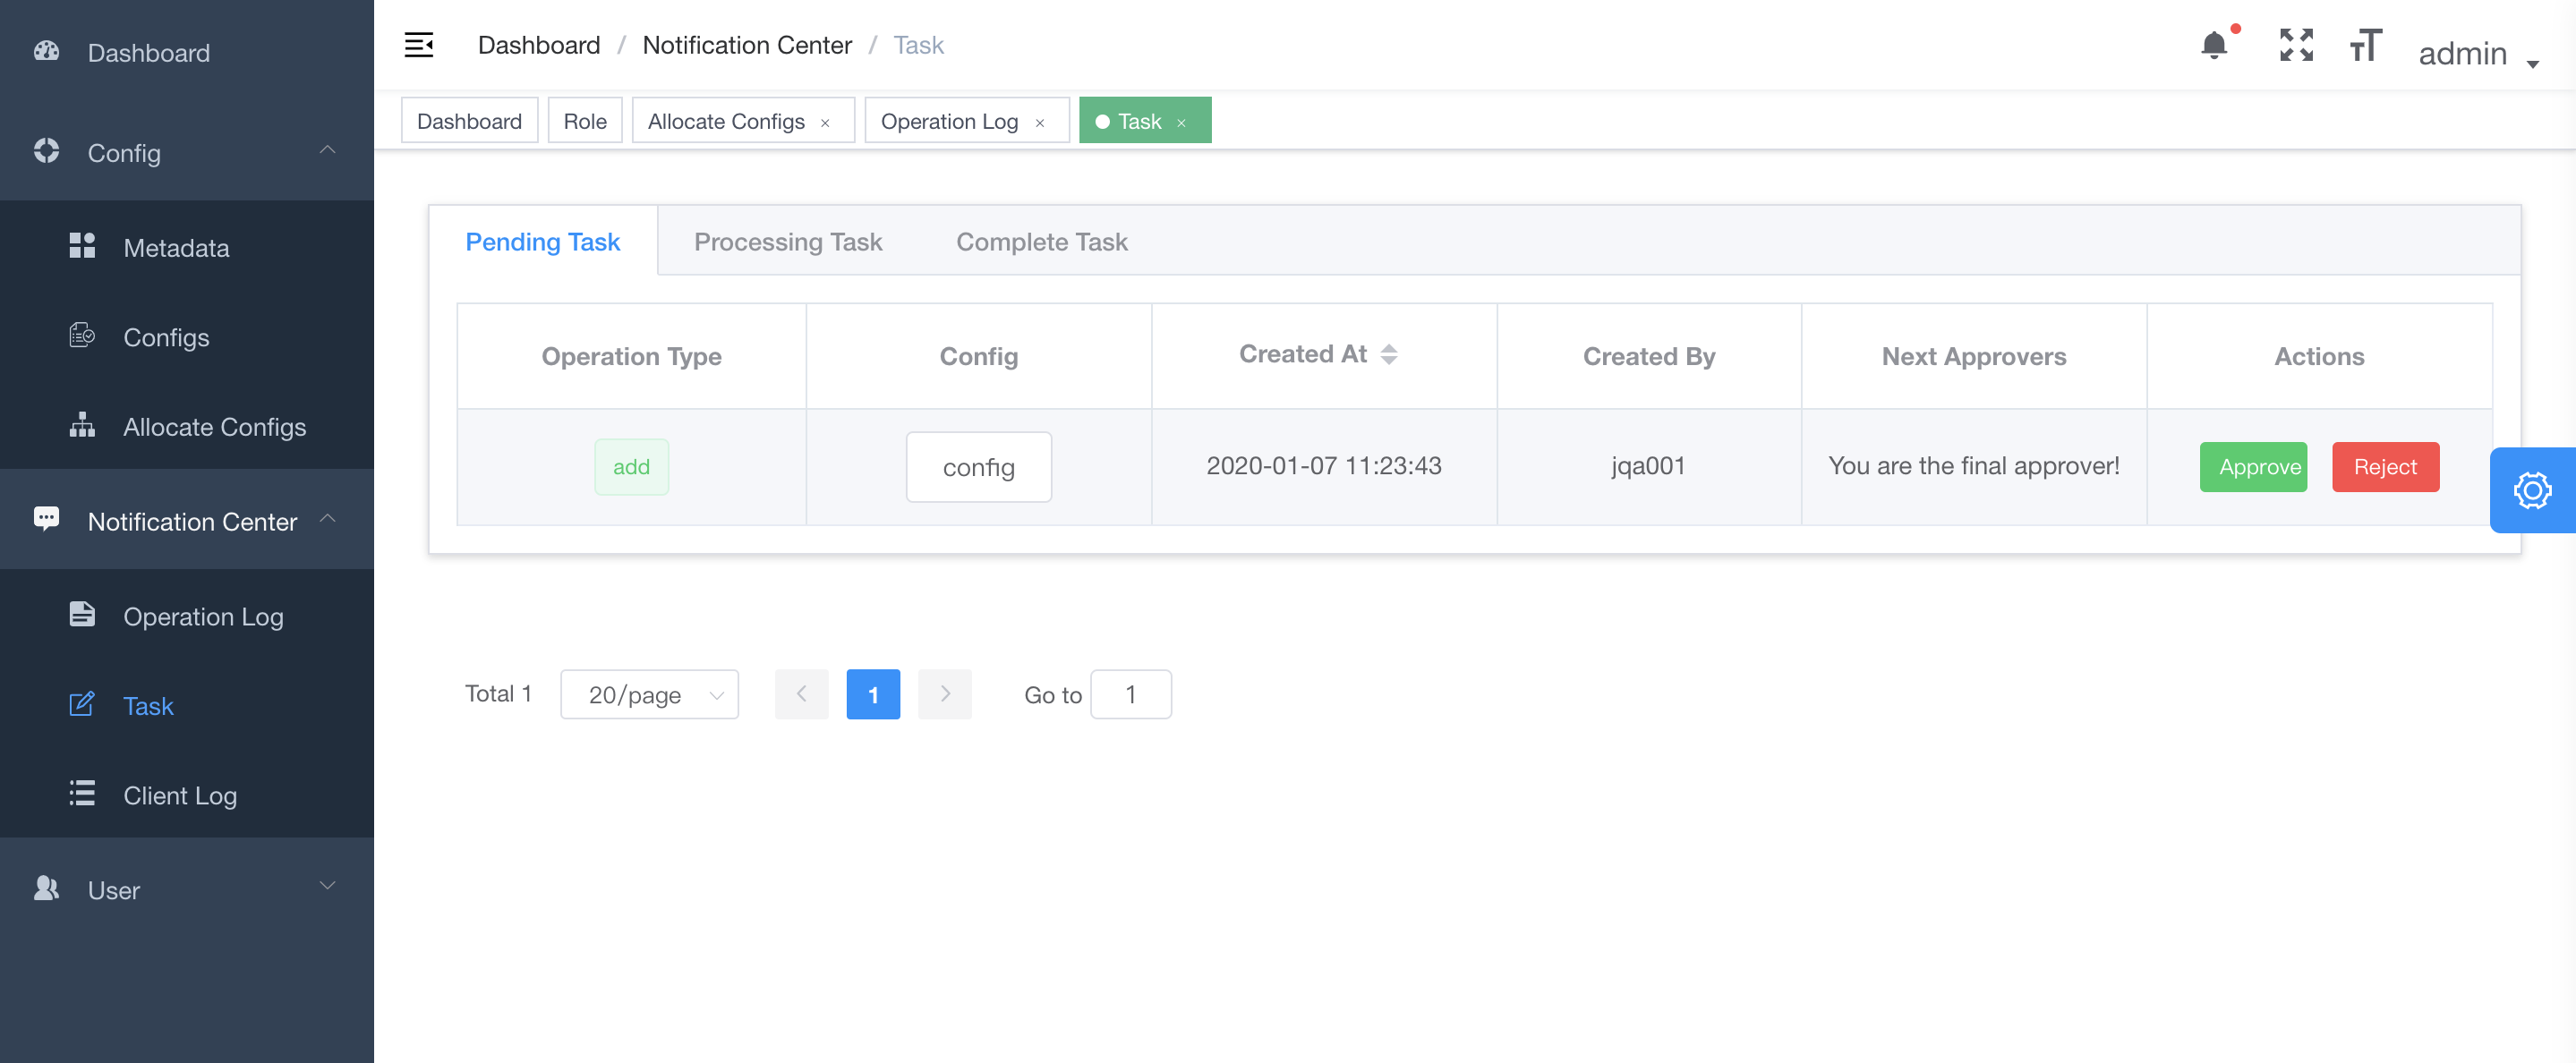 Dashboard
Config
Metadata
Configs
Allocate Configs
Notification Center
Operation Log
Task
Client Log
User
Dashboard / Notification Center / Task
admin
Dashboard Role Allocate Configs × Operation Log × Task ×
Pending Task Processing Task Complete Task
Operation Type Config Created At Created By Next Approvers Actions
add config 2020-01-07 11:23:43 jqa001 You are the final approver! Approve Reject
Total 1 20/page 1 Go to 1